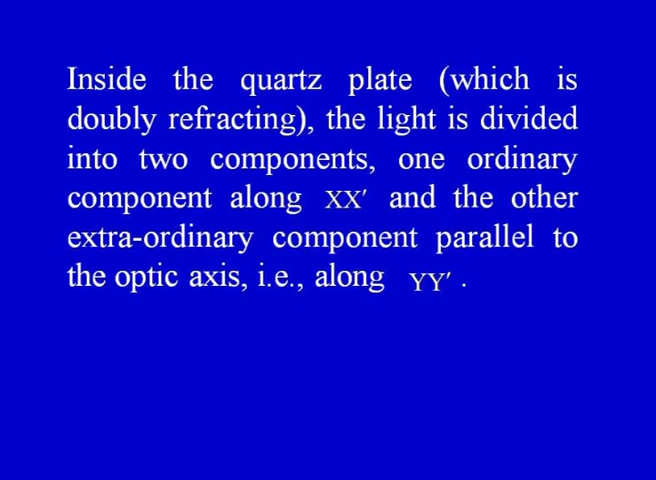 Inside the quartz plate (which is
doubly refracting), the light is divided
into two components, one ordinary
component along XX′ and the other
extra-ordinary component parallel to
the optic axis, i.e., along YY′ .